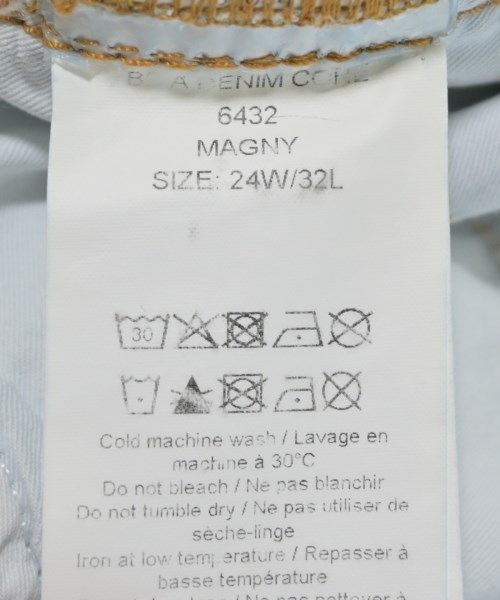 DENIM
6432
MAGNY
SIZE: 24W/32L
30
Cold machine wash / Lavage en
machine à 30°C
Do not bleach / Ne pas blanchir
Do not tumble dry / Ne pas utiliser de
sèche-linge
Iron at low temperature / Repasser à
basse température